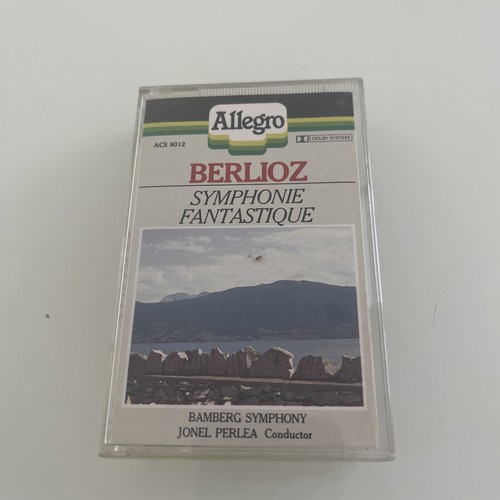 Allegro
DOLBY SYSTEM
ACS 8012
BERLIOZ
SYMPHONIE
FANTASTIQUE
BAMBERG SYMPHONY
JONEL PERLEA Conductor